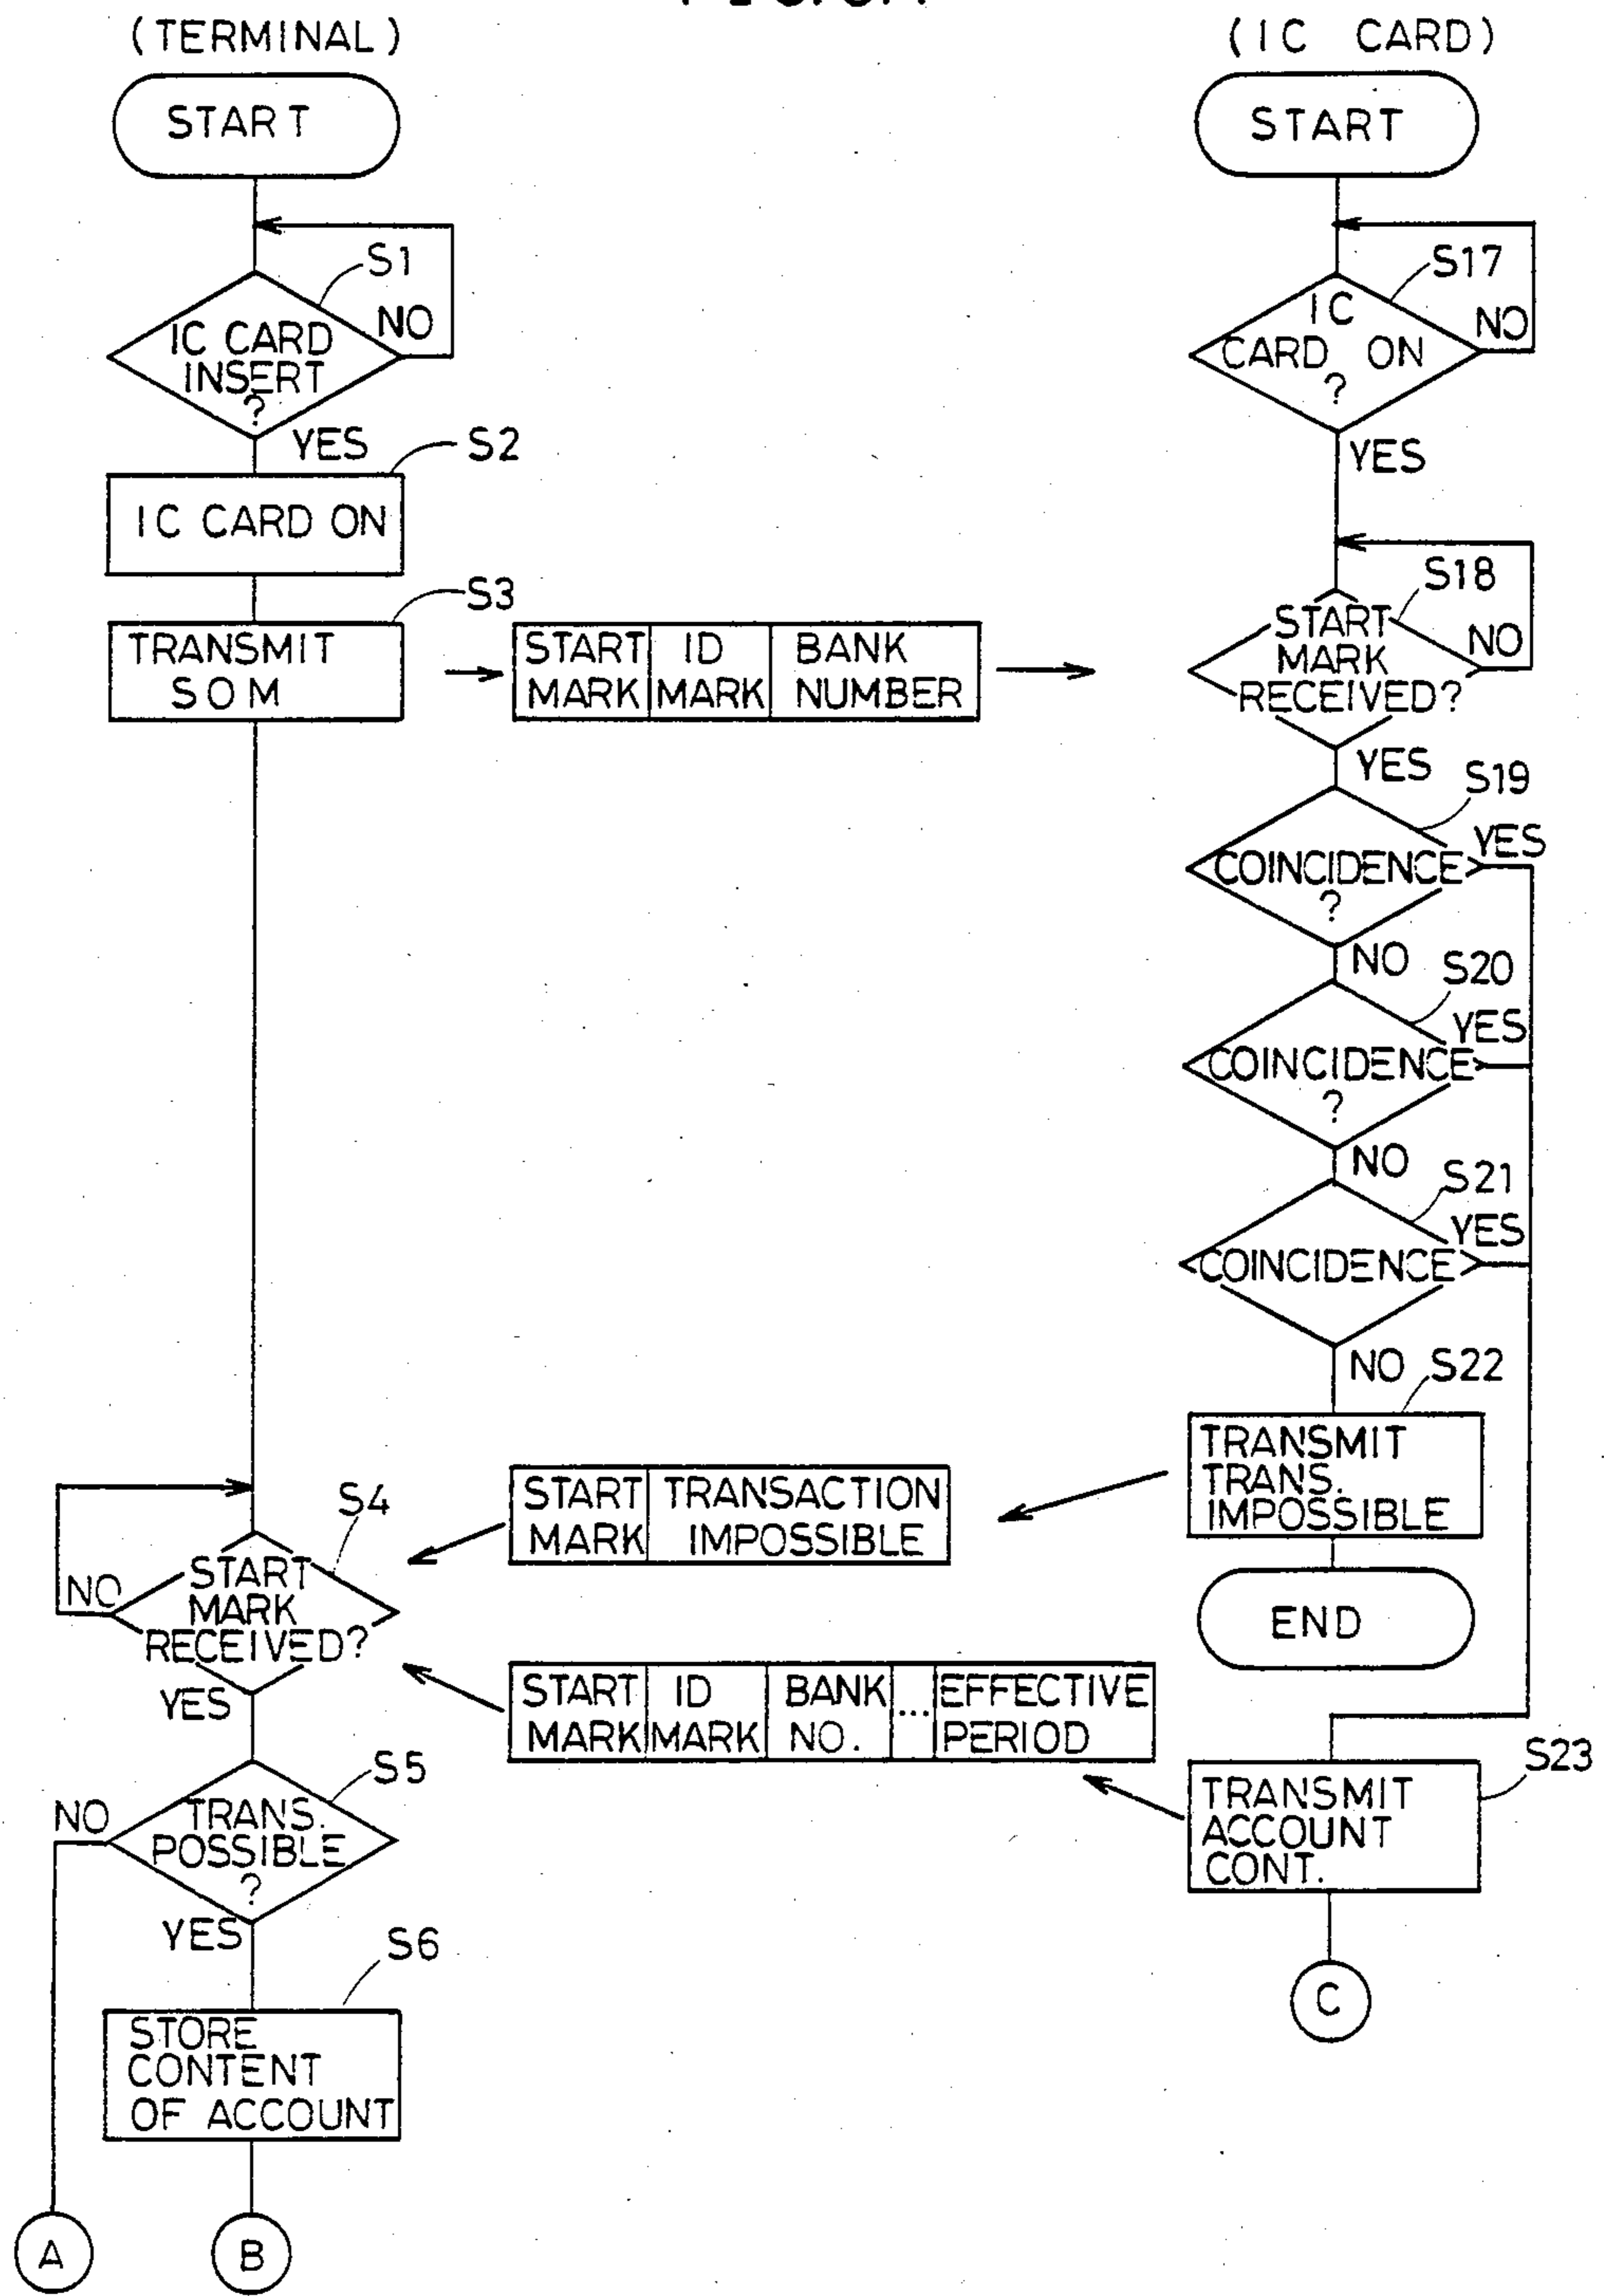 (TERMINAL)
START
S1
NO
IC CARD
INSERT
?
YES
S2
IC CARD ON
S3
TRANSMIT
SOM
START MARK
ID MARK
BANK NUMBER
S4
NO
START
MARK
RECEIVED?
YES
START MARK
TRANSACTION IMPOSSIBLE
START MARK
ID MARK
BANK NO.
...
EFFECTIVE PERIOD
S5
NO
TRANS.
POSSIBLE
?
YES
S6
STORE
CONTENT
OF ACCOUNT
A
B
(IC CARD)
START
S17
NO
IC
CARD ON
?
YES
S18
NO
START
MARK
RECEIVED?
YES
S19
YES
COINCIDENCE
?
NO
S20
YES
COINCIDENCE
?
NO
S21
YES
COINCIDENCE
NO
S22
TRANSMIT
TRANS.
IMPOSSIBLE
END
S23
TRANSMIT
ACCOUNT
CONT.
C